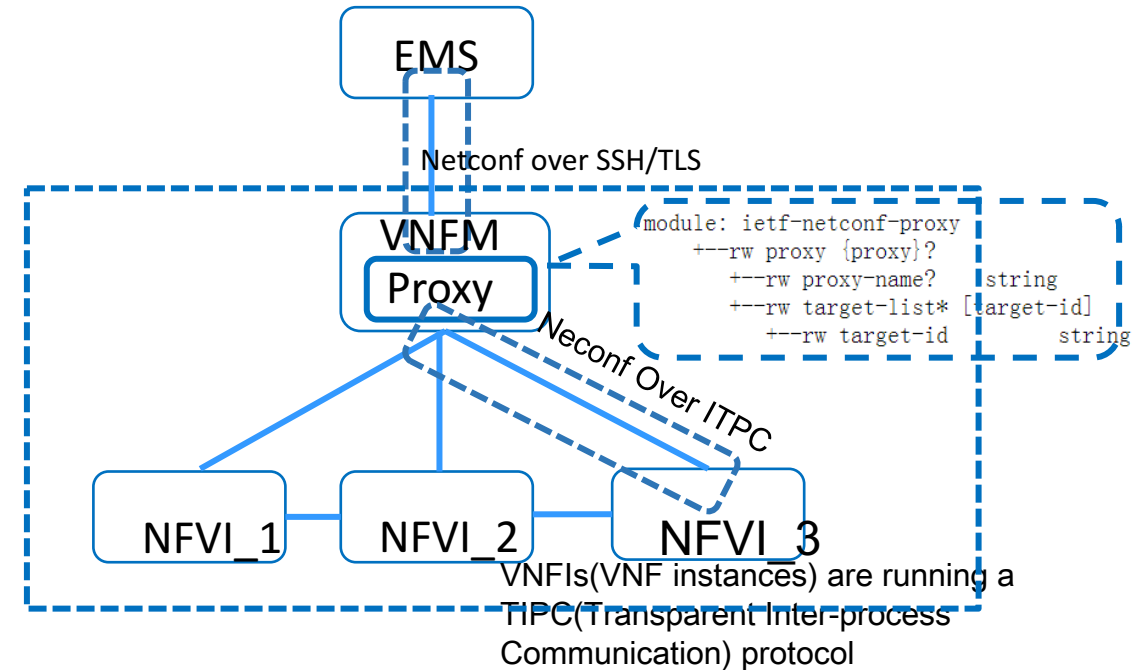 EMS
Netconf over SSH/TLS
VNFM
Proxy
module: ietf-netconf-proxy
+--rw proxy {proxy}?
+--rw proxy-name? string
+--rw target-list* [target-id]
+--rw target-id string
Neconf Over ITPC
NFVI_1
NFVI_2
NFVI_3
VNFIs(VNF instances) are running a
TIPC(Transparent Inter-process
Communication) protocol